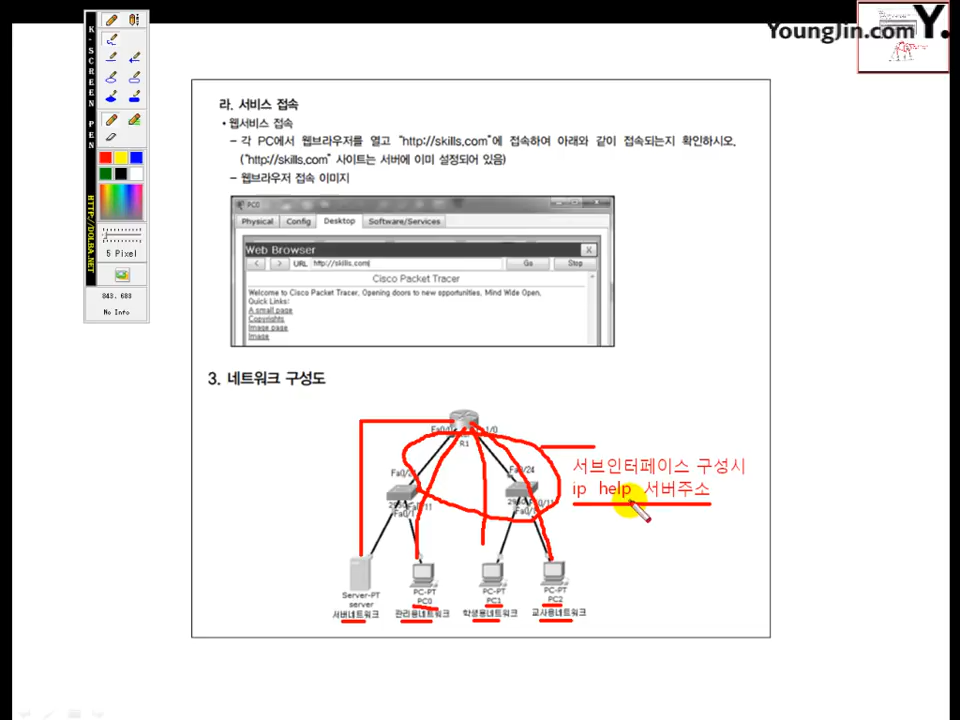 YoungJin.com Y.
K-SCREEN PEN
HTTP://DOLBA.NET
5 Pixel
843, 683
No Info
라. 서비스 접속
• 웹서비스 접속
– 각 PC에서 웹브라우저를 열고 “http://skills.com”에 접속하여 아래와 같이 접속되는지 확인하시오.
(“http://skills.com” 사이트는 서버에 이미 설정되어 있음)
– 웹브라우저 접속 이미지
PC0
Physical Config Desktop Software/Services
Web Browser X
< > URL http://skills.com Go Stop
Cisco Packet Tracer
Welcome to Cisco Packet Tracer, Opening doors to new opportunities, Mind Wide Open.
Quick Links:
A small page
Copyrights
Image page
Image
3. 네트워크 구성도
R1
Fa0/24
서브인터페이스 구성시
ip help 서버주소
Server-PT PC-PT PC-PT PC-PT
server PC0 PC1 PC2
서버네트워크 관리용네트워크 학생용네트워크 교사용네트워크